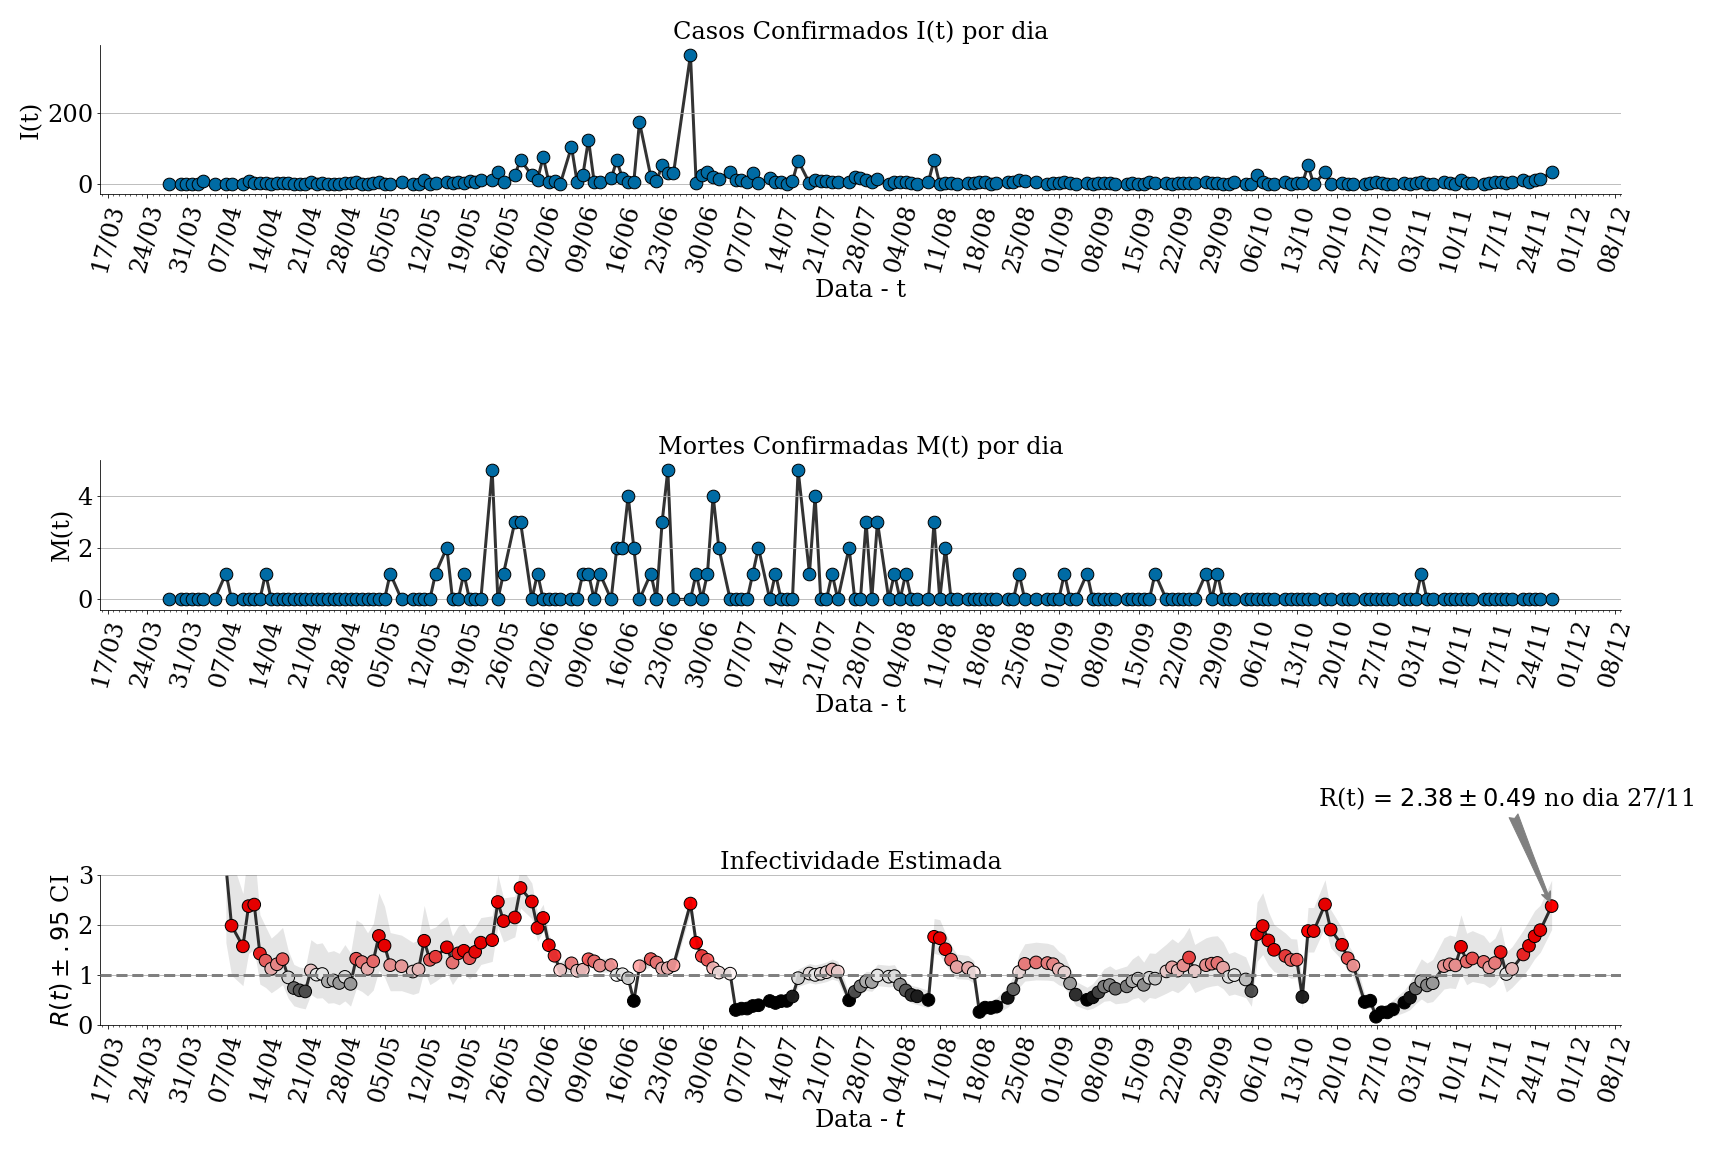 Casos Confirmados I(t) por dia
I(t)
200
0
17/03 24/03 31/03 07/04 14/04 21/04 28/04 05/05 12/05 19/05 26/05 02/06 09/06 16/06 23/06 30/06 07/07 14/07 21/07 28/07 04/08 11/08 18/08 25/08 01/09 08/09 15/09 22/09 29/09 06/10 13/10 20/10 27/10 03/11 10/11 17/11 24/11 01/12 08/12
Data - t
Mortes Confirmadas M(t) por dia
M(t)
4
2
0
17/03 24/03 31/03 07/04 14/04 21/04 28/04 05/05 12/05 19/05 26/05 02/06 09/06 16/06 23/06 30/06 07/07 14/07 21/07 28/07 04/08 11/08 18/08 25/08 01/09 08/09 15/09 22/09 29/09 06/10 13/10 20/10 27/10 03/11 10/11 17/11 24/11 01/12 08/12
Data - t
R(t) = 2.38 ± 0.49 no dia 27/11
Infectividade Estimada
R(t) ± .95 CI
3
2
1
0
17/03 24/03 31/03 07/04 14/04 21/04 28/04 05/05 12/05 19/05 26/05 02/06 09/06 16/06 23/06 30/06 07/07 14/07 21/07 28/07 04/08 11/08 18/08 25/08 01/09 08/09 15/09 22/09 29/09 06/10 13/10 20/10 27/10 03/11 10/11 17/11 24/11 01/12 08/12
Data - t